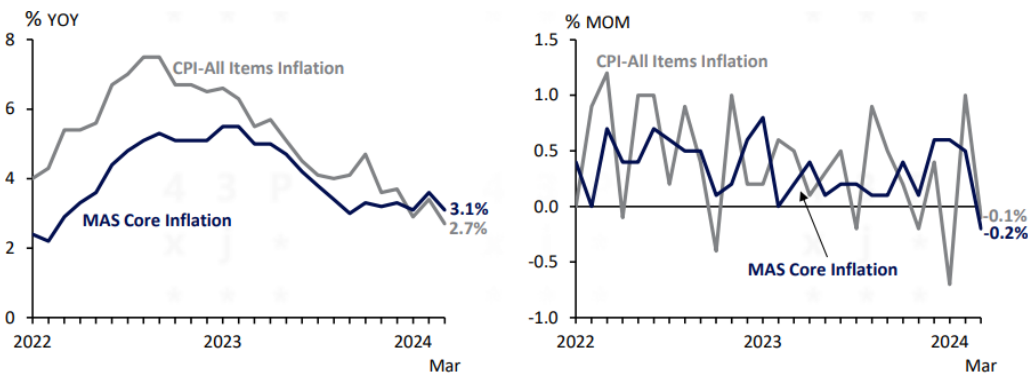 % YOY
8
6
4
2
0
CPI-All Items Inflation
MAS Core Inflation
3.1%
2.7%
2022
2023
2024
Mar
% MOM
1.5
1.0
0.5
0.0
-0.5
-1.0
CPI-All Items Inflation
MAS Core Inflation
-0.1%
-0.2%
2022
2023
2024
Mar